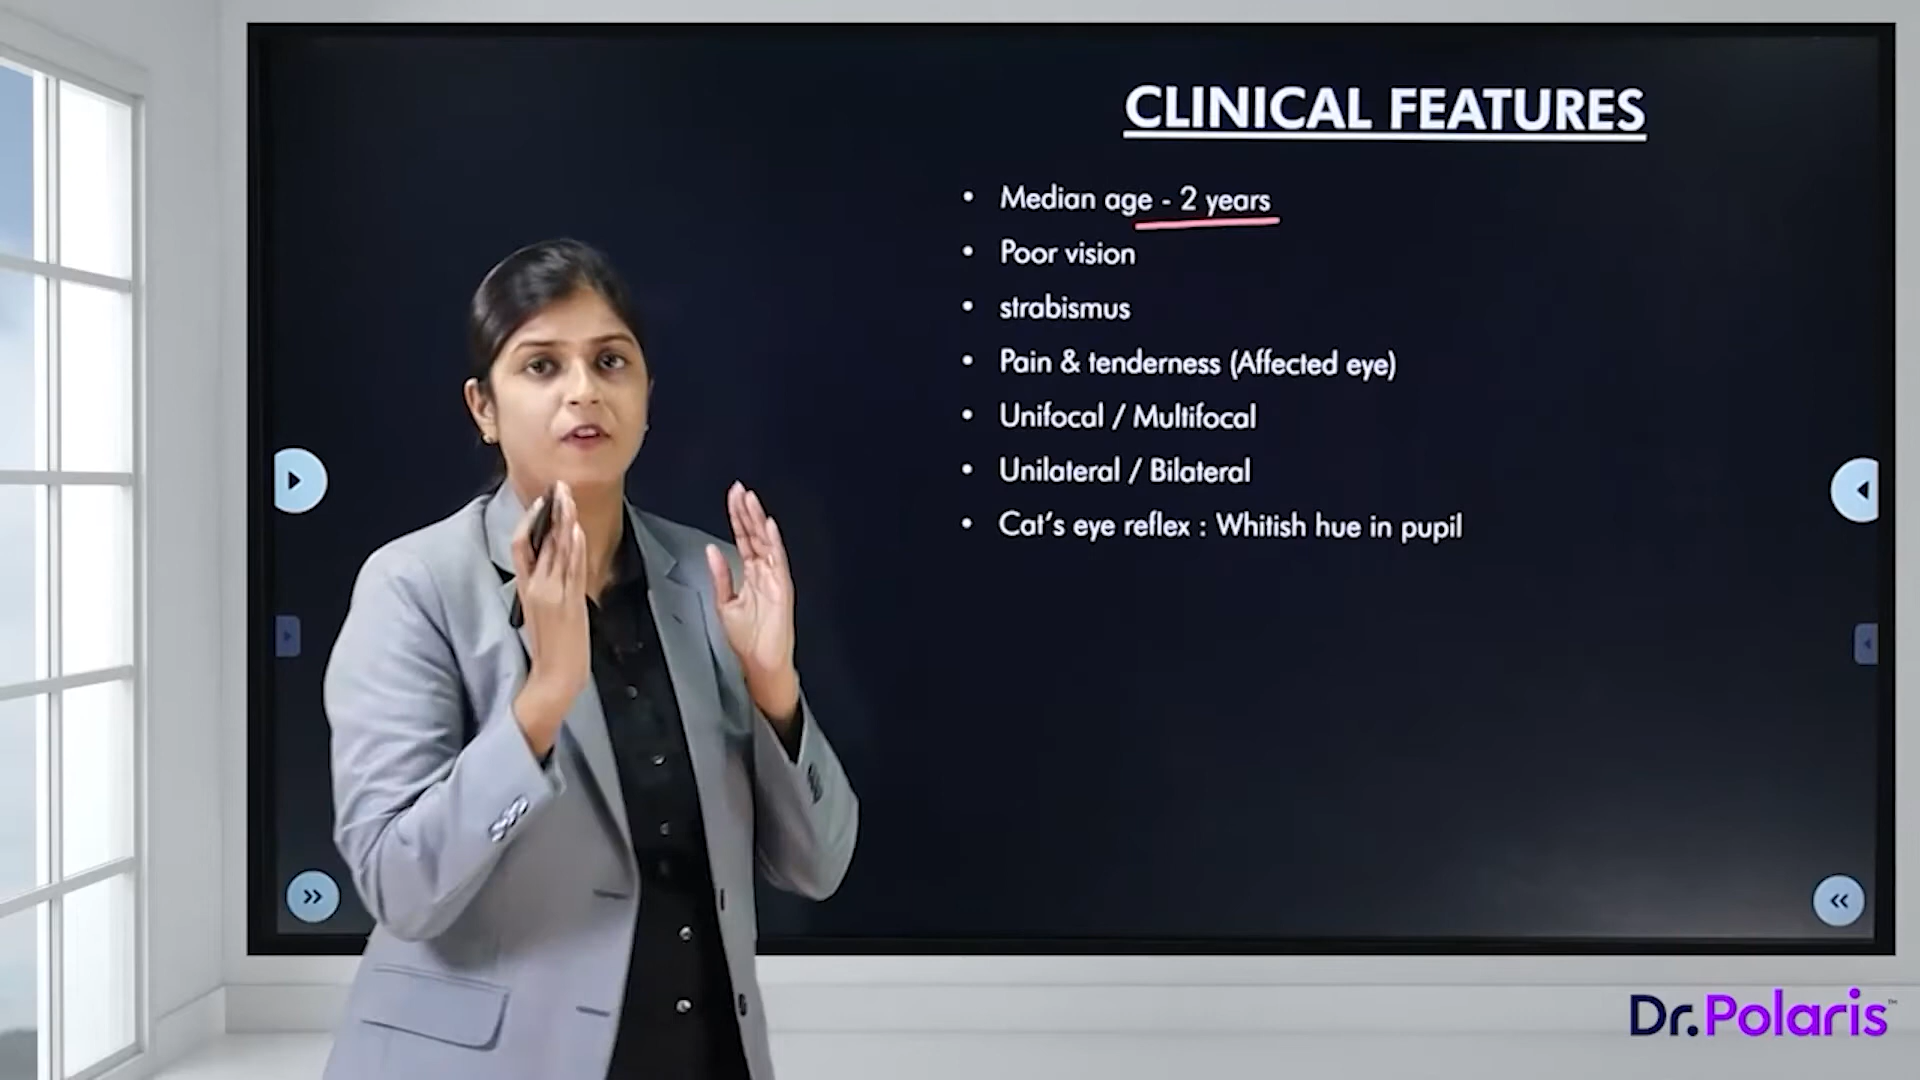 CLINICAL FEATURES
• Median age - 2 years
• Poor vision
• strabismus
• Pain & tenderness (Affected eye)
• Unifocal / Multifocal
• Unilateral / Bilateral
• Cat's eye reflex : Whitish hue in pupil
Dr.Polaris™